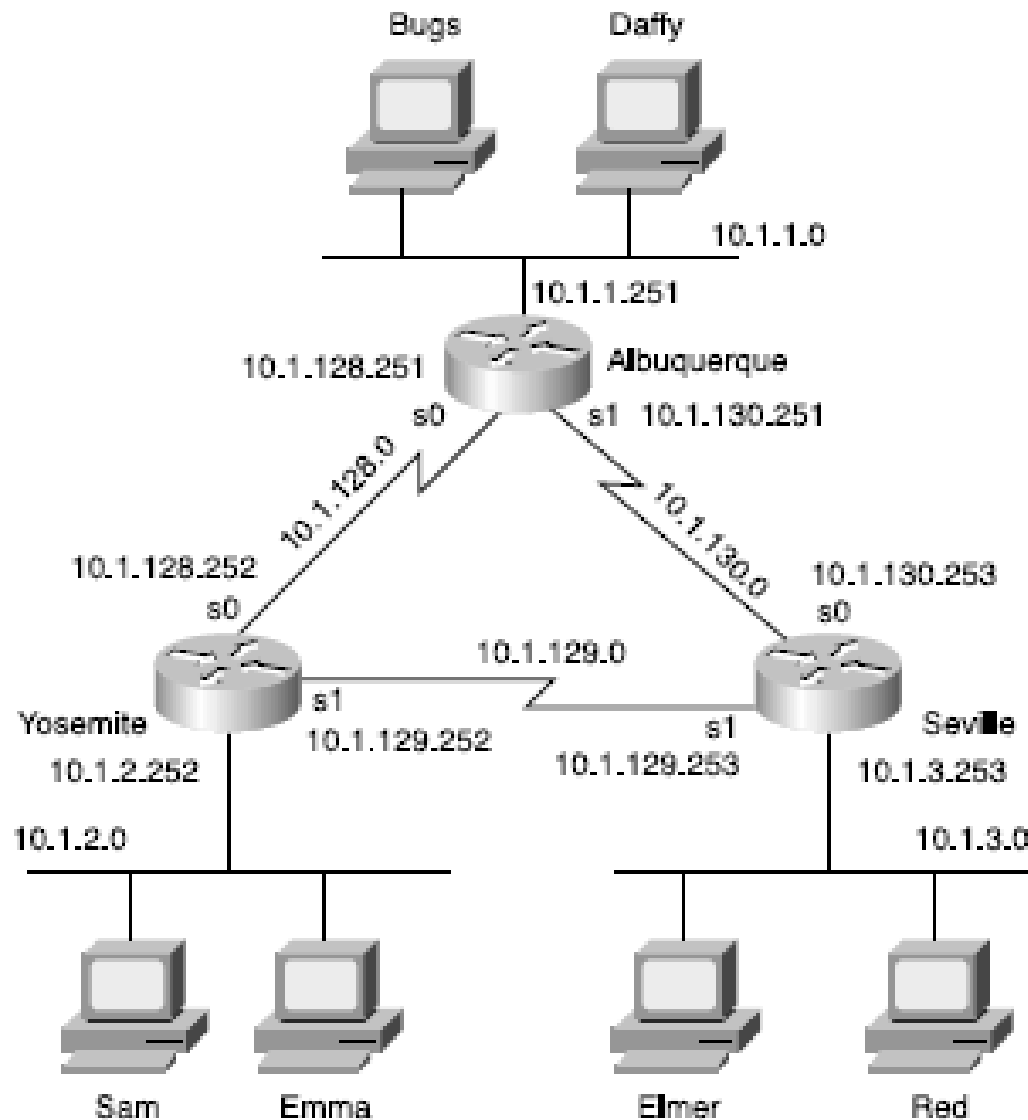 Bugs
Daffy
10.1.1.0
10.1.1.251
10.1.128.251
Albuquerque
s0
s1 10.1.130.251
10.1.128.0
10.1.130.0
10.1.128.252
s0
10.1.130.253
s0
10.1.129.0
Yosemite
s1
10.1.129.252
s1
10.1.129.253
Seville
10.1.2.252
10.1.3.253
10.1.2.0
10.1.3.0
Sam
Emma
Elmer
Red